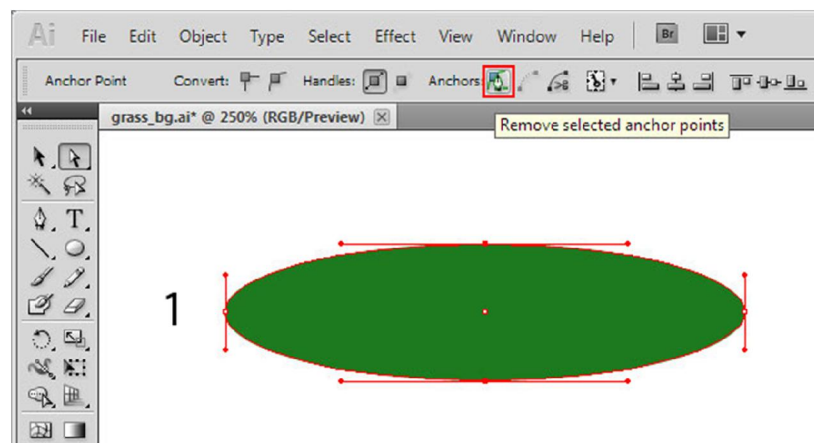 Ai File Edit Object Type Select Effect View Window Help Br
Anchor Point Convert: Handles: Anchors:
grass_bg.ai* @ 250% (RGB/Preview)
Remove selected anchor points
T
1